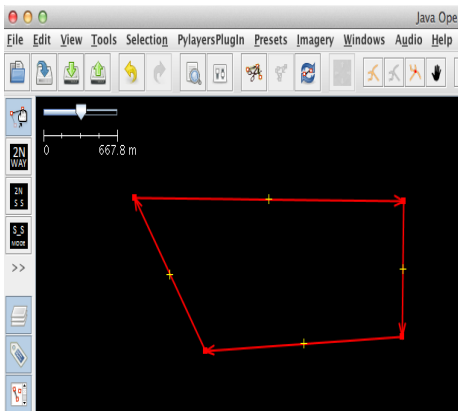 Java Ope
File Edit View Tools Selection PylayersPlugIn Presets Imagery Windows Audio Help
2N
WAY
0 667.8 m
2N
S S
S_S
MODE
>>